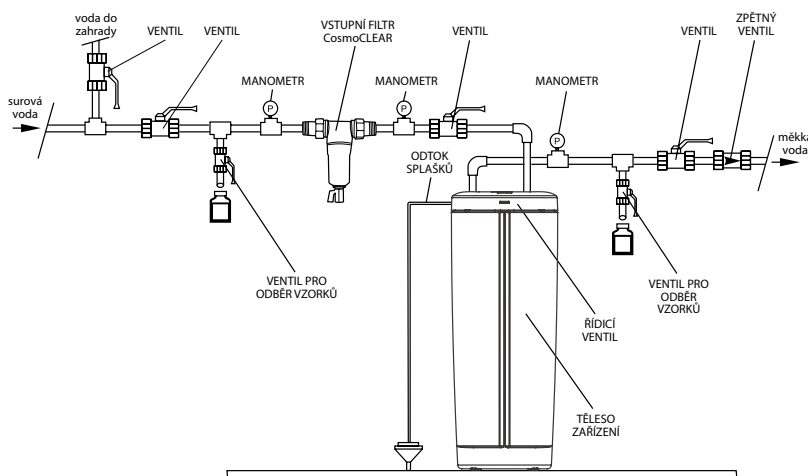 voda do
zahrady
VENTIL
VENTIL
VSTUPNÍ FILTR
CosmoCLEAR
VENTIL
VENTIL
ZPĚTNÝ
VENTIL
MANOMETR
MANOMETR
MANOMETR
surová
voda
P
P
P
měkká
voda
ODTOK
SPLAŠKŮ
VENTIL PRO
ODBĚR VZORKŮ
VENTIL PRO
ODBĚR
VZORKŮ
ŘÍDICÍ
VENTIL
TĚLESO
ZAŘÍZENÍ